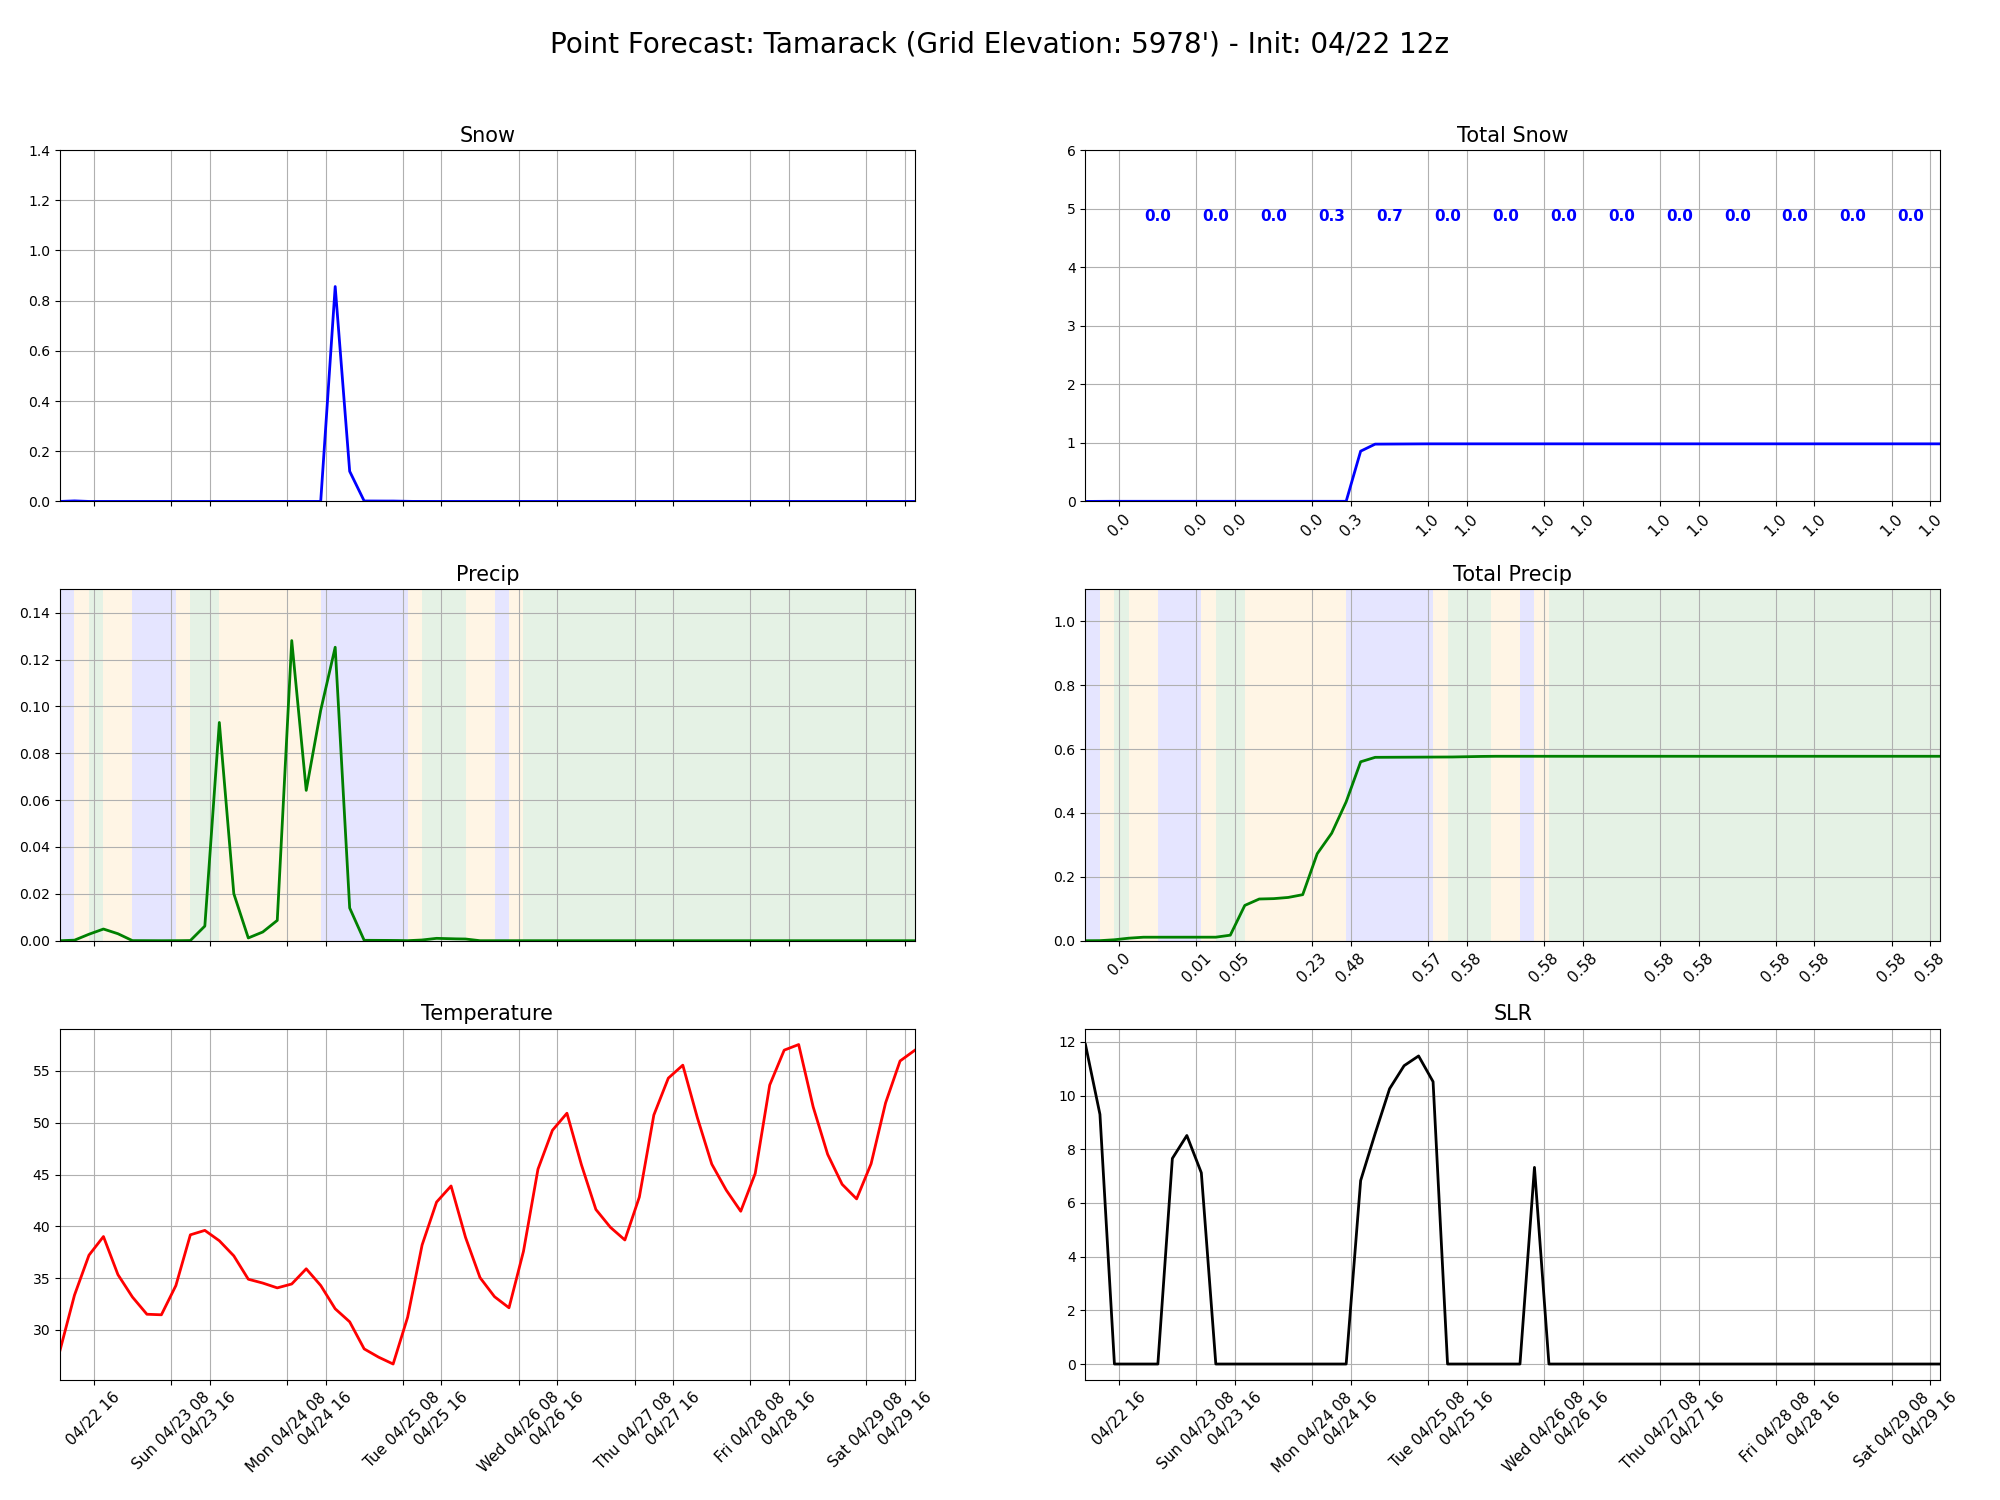 Point Forecast: Tamarack (Grid Elevation: 5978') - Init: 04/22 12z
Snow
1.4
1.2
1.0
0.8
0.6
0.4
0.2
0.0
Total Snow
6
5
4
3
2
1
0
0.0 0.0 0.0 0.3 0.7 0.0 0.0 0.0 0.0 0.0 0.0 0.0 0.0 0.0
0.0 0.0 0.0 0.0 0.3 1.0 1.0 1.0 1.0 1.0 1.0 1.0 1.0 1.0 1.0
Precip
0.14
0.12
0.10
0.08
0.06
0.04
0.02
0.00
Total Precip
1.0
0.8
0.6
0.4
0.2
0.0
0.0 0.01 0.05 0.23 0.48 0.57 0.58 0.58 0.58 0.58 0.58 0.58 0.58 0.58 0.58
Temperature
55
50
45
40
35
30
04/22 16
Sun 04/23 08
04/23 16
Mon 04/24 08
04/24 16
Tue 04/25 08
04/25 16
Wed 04/26 08
04/26 16
Thu 04/27 08
04/27 16
Fri 04/28 08
04/28 16
Sat 04/29 08
04/29 16
SLR
12
10
8
6
4
2
0
04/22 16
Sun 04/23 08
04/23 16
Mon 04/24 08
04/24 16
Tue 04/25 08
04/25 16
Wed 04/26 08
04/26 16
Thu 04/27 08
04/27 16
Fri 04/28 08
04/28 16
Sat 04/29 08
04/29 16